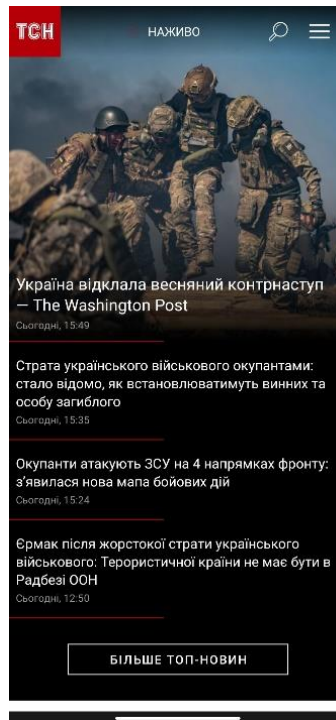 ТСН
НАЖИВО
Україна відклала весняний контрнаступ
— The Washington Post
Сьогодні, 15:49
Страта українського військового окупантами:
стало відомо, як встановлюватимуть винних та
особу загиблого
Сьогодні, 15:35
Окупанти атакують ЗСУ на 4 напрямках фронту:
з’явилася нова мапа бойових дій
Сьогодні, 15:24
Єрмак після жорстокої страти українського
військового: Терористичної країни не має бути в
Радбезі ООН
Сьогодні, 12:50
БІЛЬШЕ ТОП-НОВИН